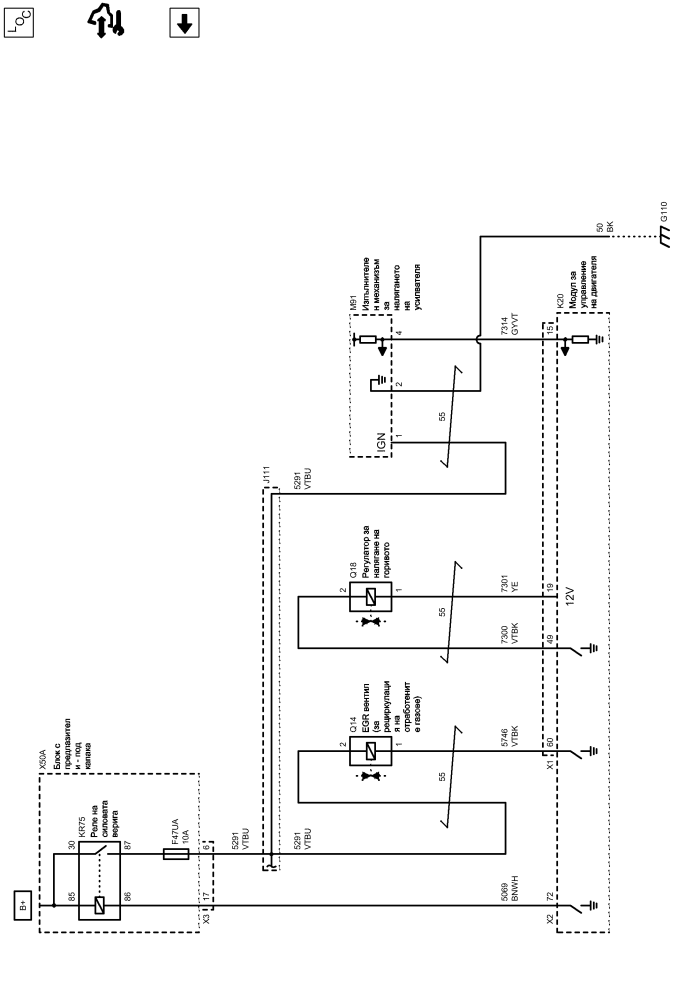 LOC
B+
X50A
Блок с
предпазител
и - под
капака
KR75
Реле на
силовата
верига
85
30
86
87
F47UA
10A
X3
17
6
5291
VTBU
5291
VTBU
J111
5291
VTBU
Q14
EGR вентил
(за
рециркулаци
я на
отработенит
е газове)
2
1
Q18
Регулатор за
налягане на
горивото
2
1
M91
Изпълнителе
н механизъм
за
налягането
на
усилвателя
IGN
1
2
4
55
55
55
5069
BNWH
5746
VTBK
7300
VTBK
7301
YE
7314
GYVT
50
BK
G110
X2
72
X1
60
49
19
15
12V
K20
Модул за
управление
на двигателя